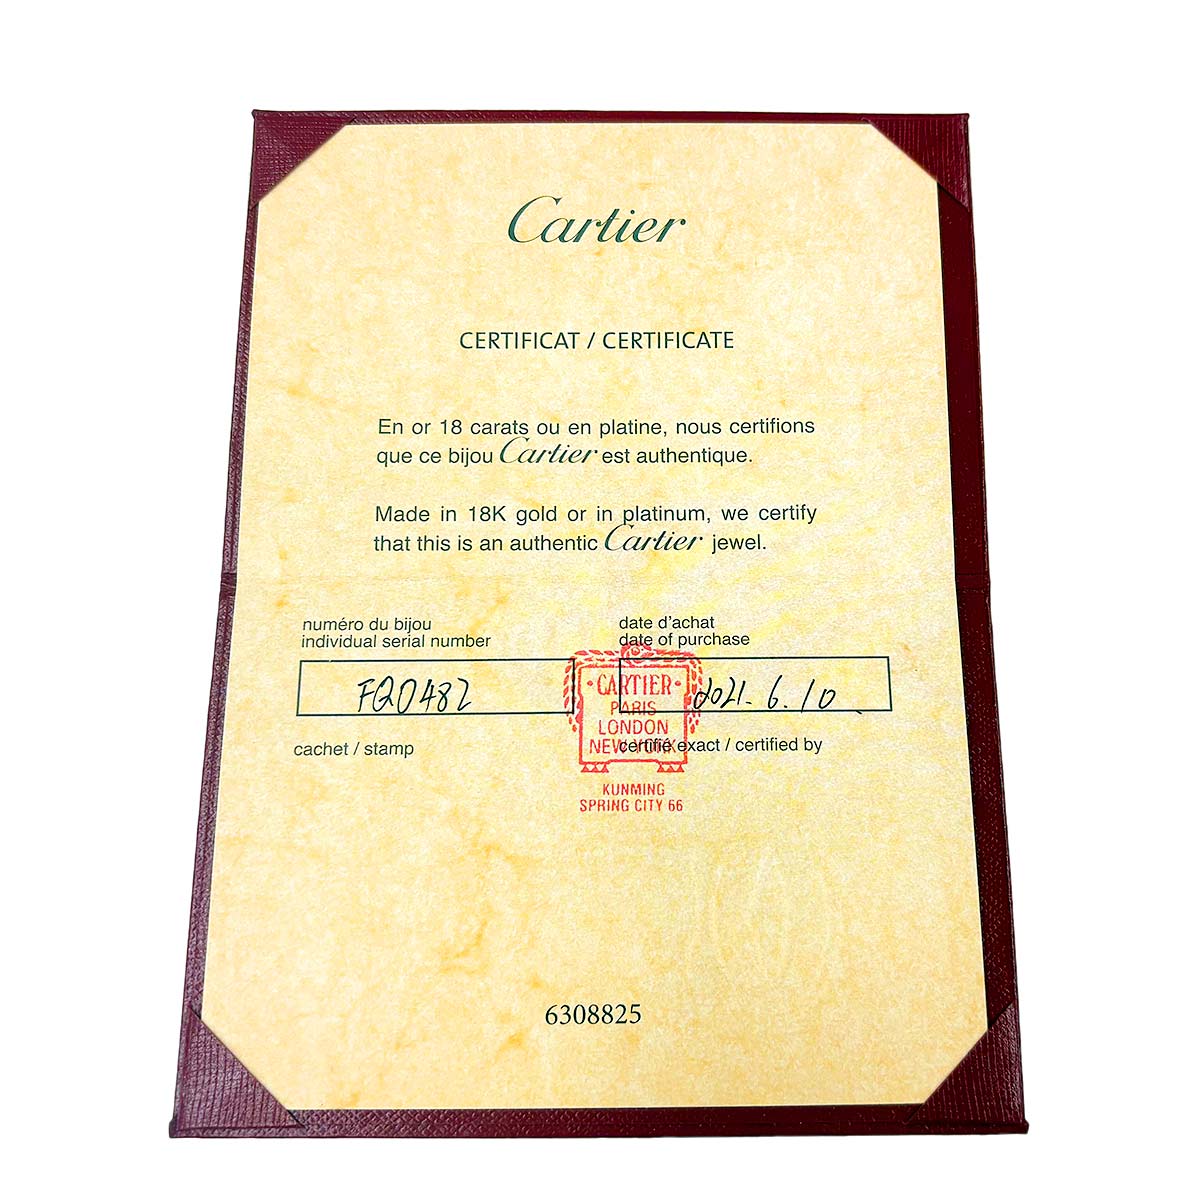 Cartier
CERTIFICAT / CERTIFICATE
En or 18 carats ou en platine, nous certifions
que ce bijou Cartier est authentique.
Made in 18K gold or in platinum, we certify
that this is an authentic Cartier jewel.
numéro du bijou
individual serial number
FQ0482
date d'achat
date of purchase
2021. 6. 10
cachet / stamp
certifié exact / certified by
·CARTIER·
PARIS
LONDON
NEW YORK
KUNMING
SPRING CITY 66
6308825